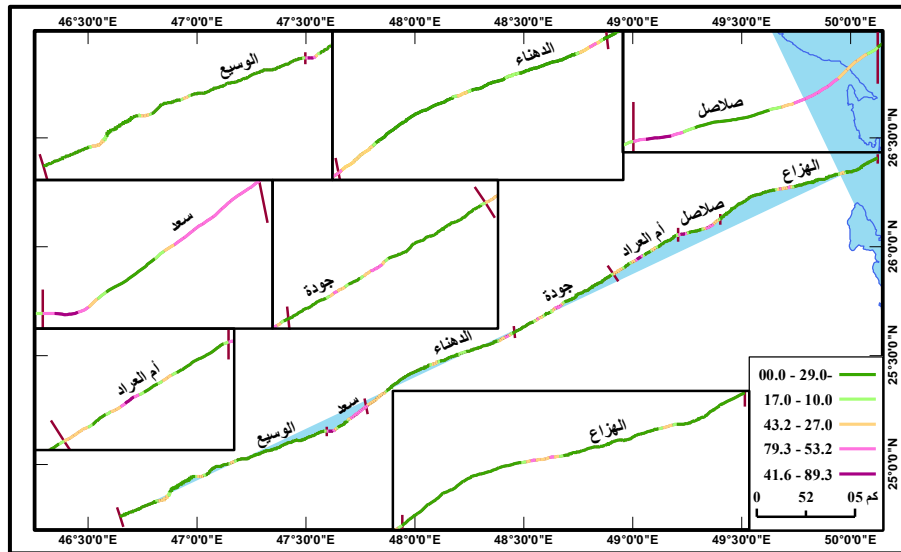 46°30'0"E 47°0'0"E 47°30'0"E 48°0'0"E 48°30'0"E 49°0'0"E 49°30'0"E 50°0'0"E
الوسيع
الدهناء
صلاصل
26°30'0"N
الهزاع
سعد
صلاصل
أم العراد
26°0'0"N
جودة
جودة
أم العراد
الدهناء
25°30'0"N
سعد
الوسيع
الهزاع
00.0 - 29.0-
17.0 - 10.0
43.2 - 27.0
79.3 - 53.2
41.6 - 89.3
0 52 05 كم
25°0'0"N
46°30'0"E 47°0'0"E 47°30'0"E 48°0'0"E 48°30'0"E 49°0'0"E 49°30'0"E 50°0'0"E